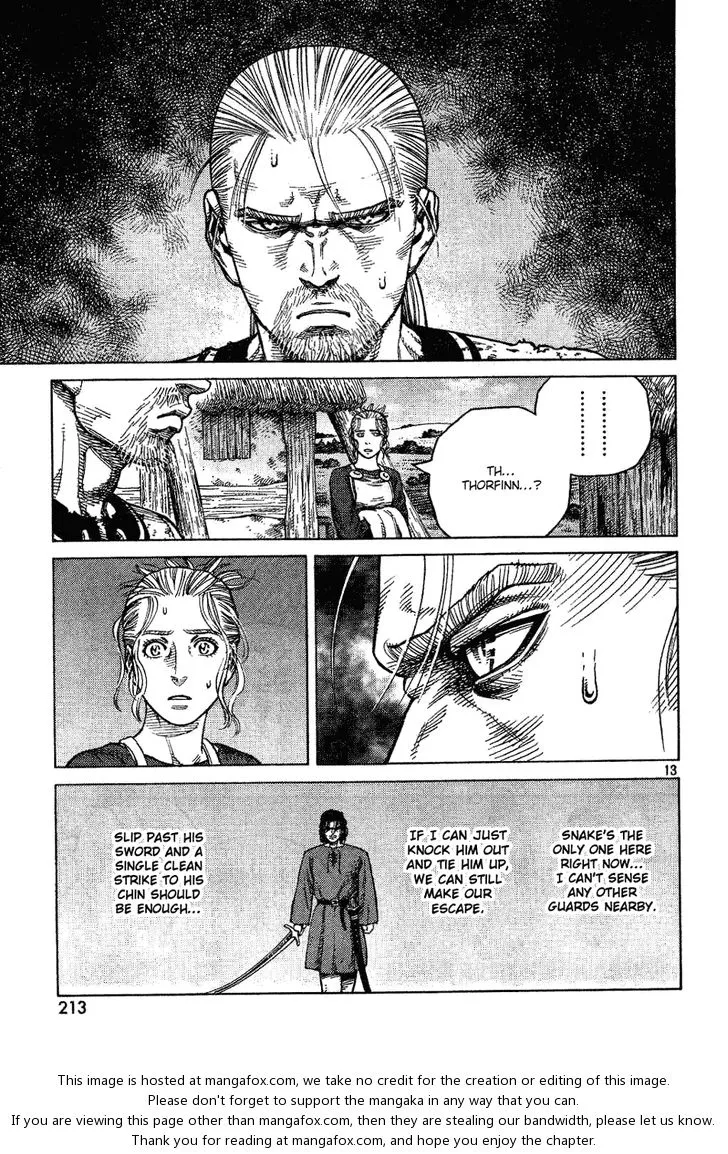 TH...
THORFINN...?
13
SNAKE'S THE
ONLY ONE HERE
RIGHT NOW...
I CAN'T SENSE
ANY OTHER
GUARDS NEARBY.
IF I CAN JUST
KNOCK HIM OUT
AND TIE HIM UP,
WE CAN STILL
MAKE OUR
ESCAPE.
SLIP PAST HIS
SWORD AND A
SINGLE CLEAN
STRIKE TO HIS
CHIN SHOULD
BE ENOUGH...
213
This image is hosted at mangafox.com, we take no credit for the creation or editing of this image.
Please don't forget to support the mangaka in any way that you can.
If you are viewing this page other than mangafox.com, then they are stealing our bandwidth, please let us know.
Thank you for reading at mangafox.com, and hope you enjoy the chapter.